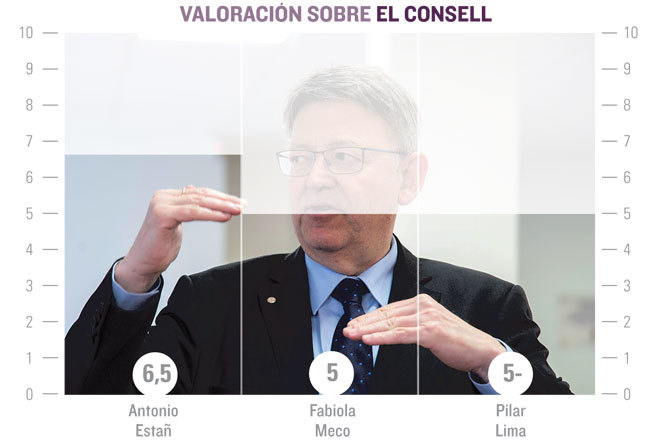 VALORACIÓN SOBRE EL CONSELL
10 10
9 9
8 8
7 7
6 6
5 5
4 4
3 3
2 2
1 1
0 0
6,5 5 5-
Antonio Fabiola Pilar
Estañ Meco Lima